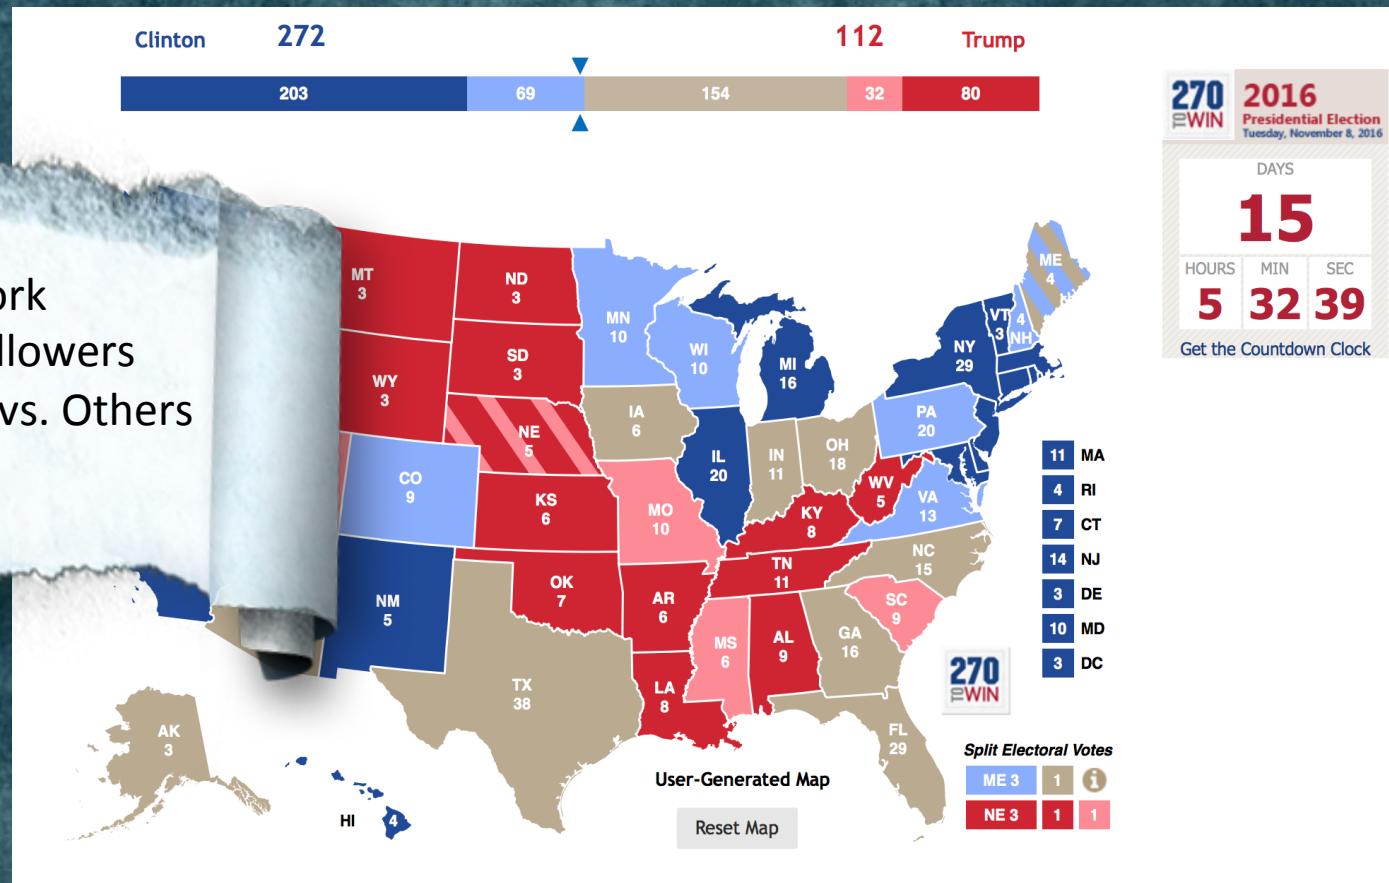 Clinton 272 112 Trump
203 69 154 32 80
270
TO WIN
2016
Presidential Election
Tuesday, November 8, 2016
DAYS
15
HOURS MIN SEC
5 32 39
Get the Countdown Clock
ork
llowers
vs. Others
MT
3
ND
3
MN
10
ME
4
VT
3
4
NH
SD
3
WI
10
MI
16
NY
29
WY
3
IA
6
PA
20
NE
5
OH
18
IL
20
IN
11
CO
9
WV
5
VA
13
KS
6
MO
10
KY
8
NC
15
TN
11
OK
7
AR
6
SC
9
NM
5
MS
6
AL
9
GA
16
TX
38
LA
8
FL
29
AK
3
HI 4
11 MA
4 RI
7 CT
14 NJ
3 DE
10 MD
3 DC
270
TO WIN
Split Electoral Votes
ME 3 1 i
NE 3 1 1
User-Generated Map
Reset Map